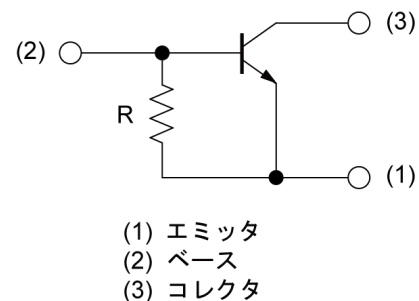 (3)
(2)
R
(1)
(1) エミッタ
(2) ベース
(3) コレクタ